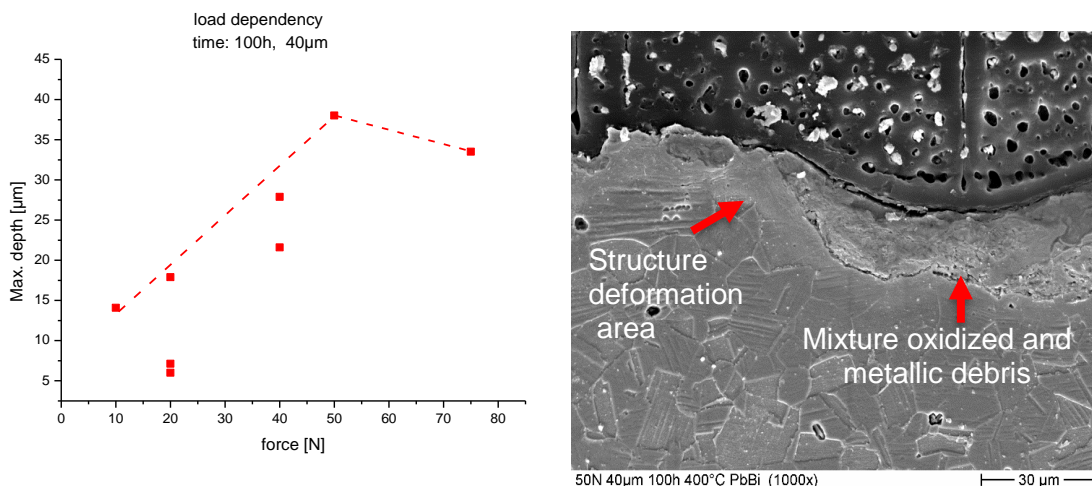 load dependency
time: 100h, 40µm
Max. depth [µm]
45
40
35
30
25
20
15
10
5
0
10
20
30
40
50
60
70
80
force [N]
Structure
deformation
area
Mixture oxidized and
metallic debris
50N 40µm 100h 400°C PbBi (1000x)
30 µm